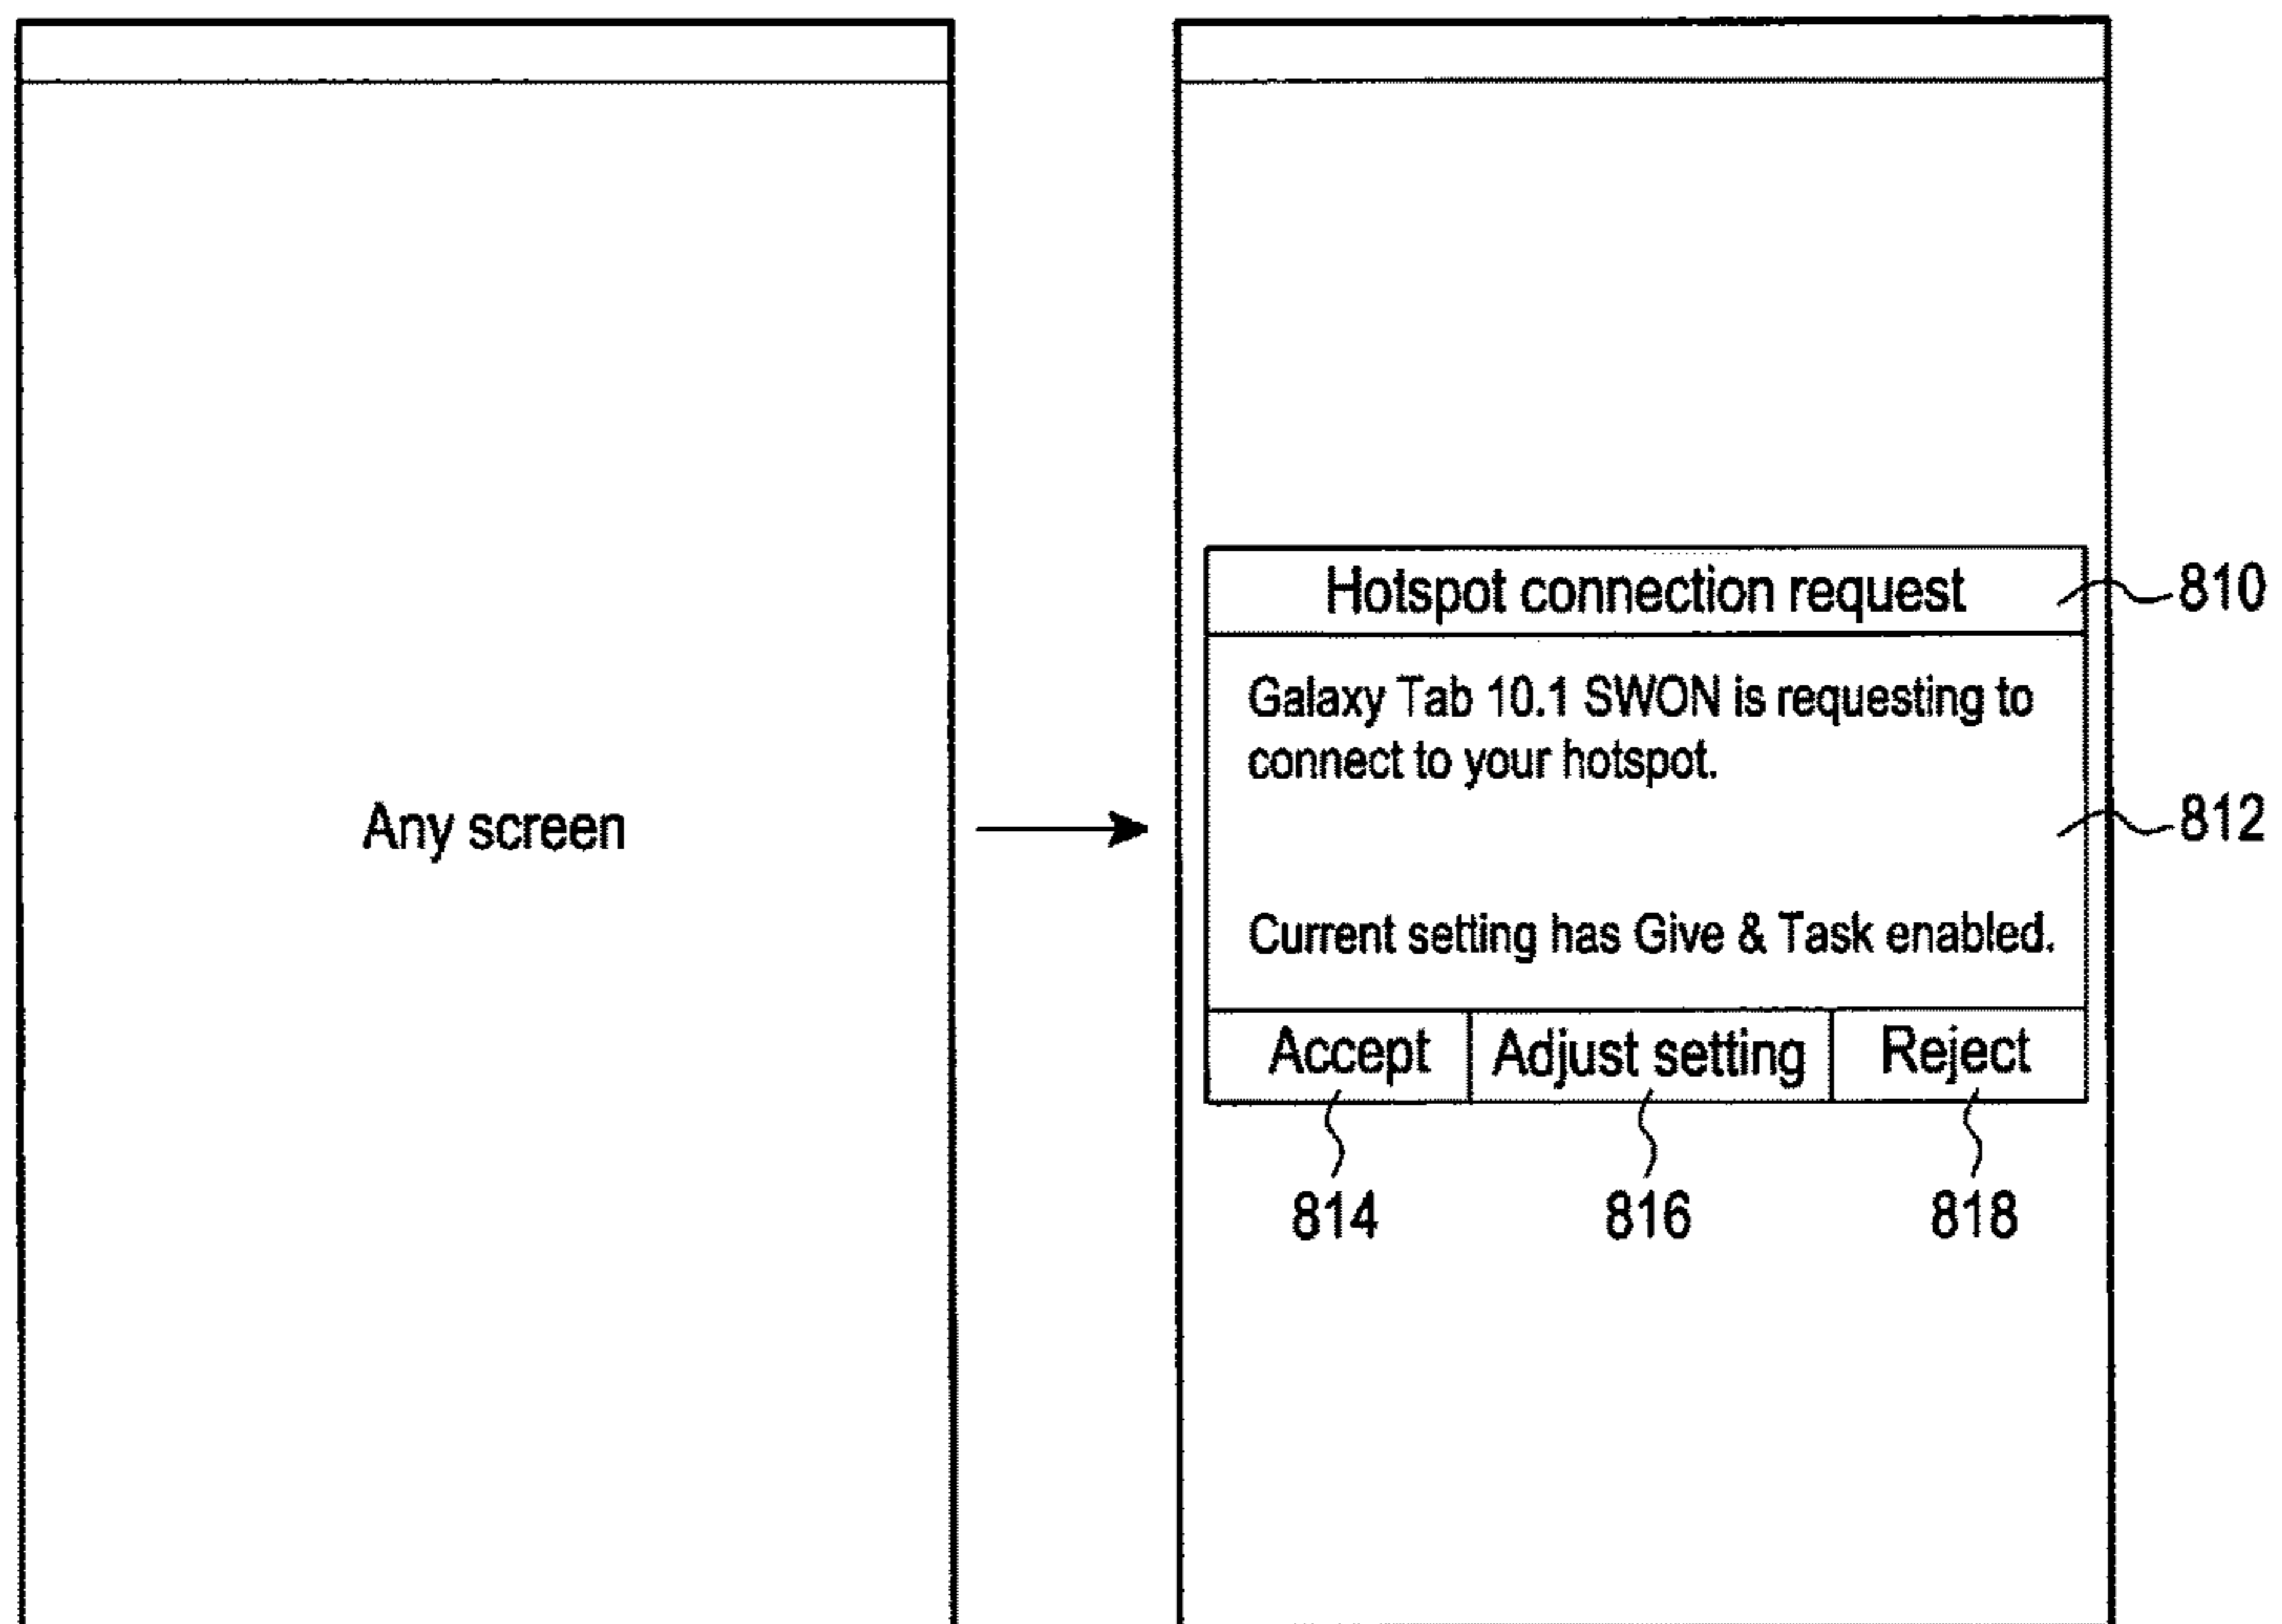 Any screen
Hotspot connection request
810
Galaxy Tab 10.1 SWON is requesting to
connect to your hotspot.
812
Current setting has Give & Task enabled.
Accept
Adjust setting
Reject
814
816
818